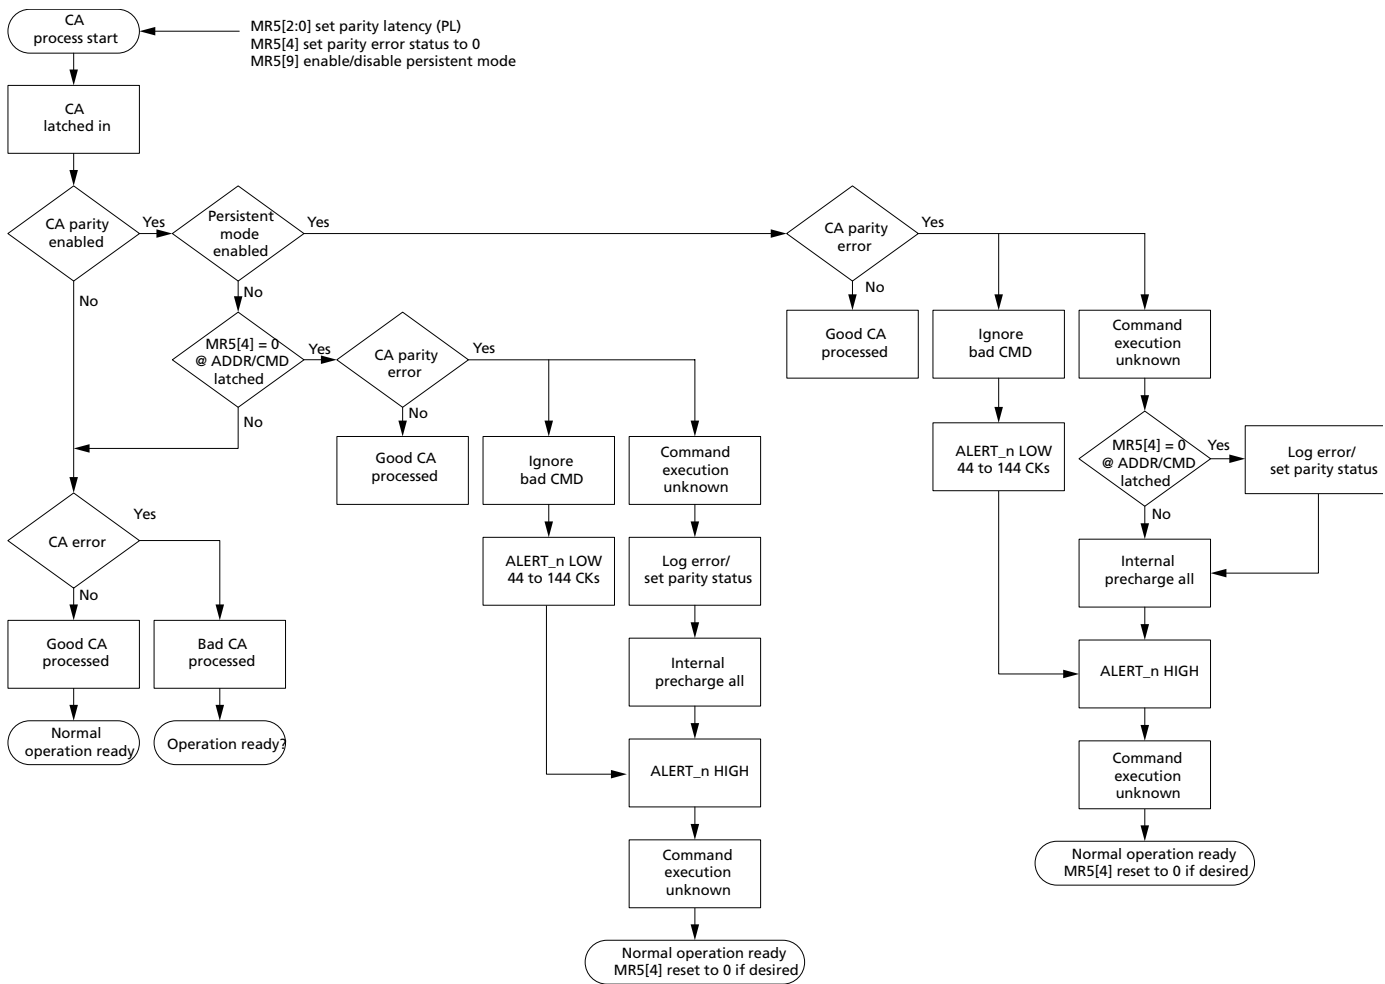 CA
process start
MR5[2:0] set parity latency (PL)
MR5[4] set parity error status to 0
MR5[9] enable/disable persistent mode
CA
latched in
CA parity
enabled
Yes
No
Persistent
mode
enabled
Yes
No
CA parity
error
Yes
No
Good CA
processed
Ignore
bad CMD
Command
execution
unknown
MR5[4] = 0
@ ADDR/CMD
latched
Yes
No
CA parity
error
Yes
No
Good CA
processed
Ignore
bad CMD
Command
execution
unknown
ALERT_n LOW
44 to 144 CKs
MR5[4] = 0
@ ADDR/CMD
latched
Yes
No
Log error/
set parity status
CA error
Yes
No
ALERT_n LOW
44 to 144 CKs
Log error/
set parity status
Internal
precharge all
Good CA
processed
Bad CA
processed
Internal
precharge all
ALERT_n HIGH
Normal
operation ready
Operation ready?
ALERT_n HIGH
Command
execution
unknown
Command
execution
unknown
Normal operation ready
MR5[4] reset to 0 if desired
Normal operation ready
MR5[4] reset to 0 if desired